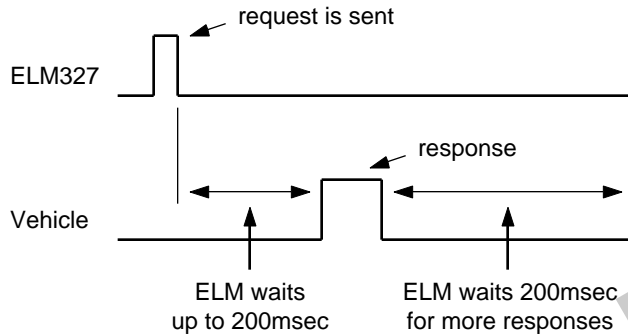 request is sent
ELM327
response
Vehicle
ELM waits
up to 200msec
ELM waits 200msec
for more responses